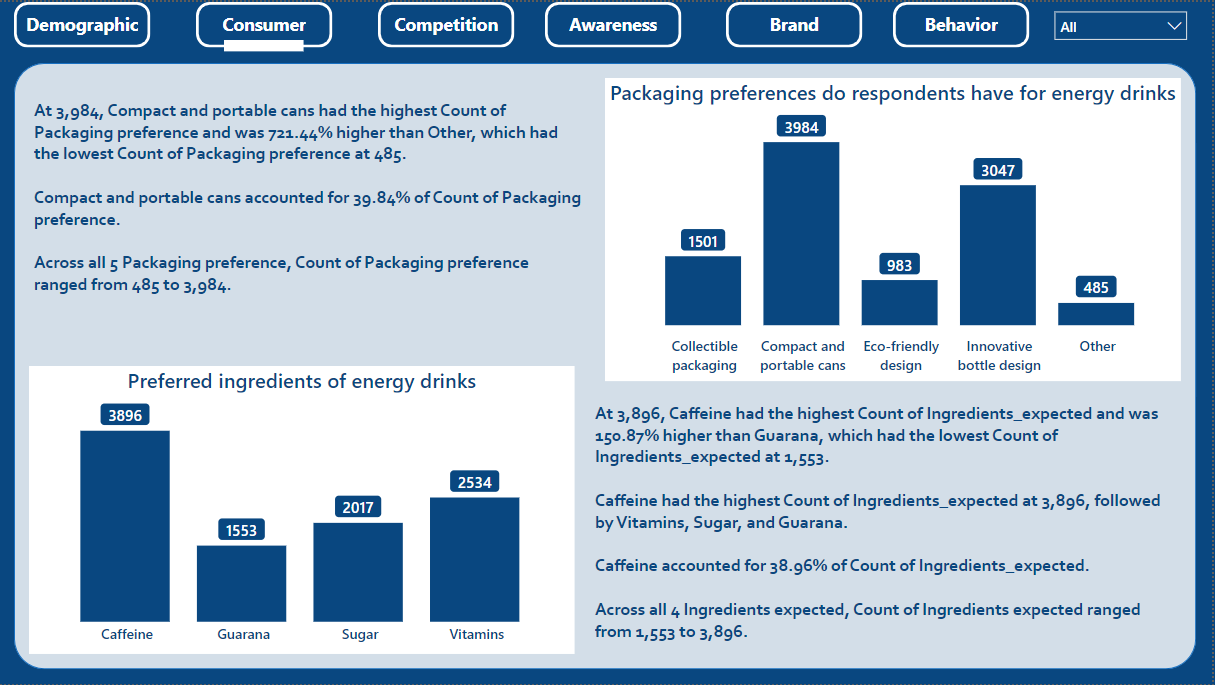 Demographic
Consumer
Competition
Awareness
Brand
Behavior
All
At 3,984, Compact and portable cans had the highest Count of
Packaging preference and was 721.44% higher than Other, which had
the lowest Count of Packaging preference at 485.
Compact and portable cans accounted for 39.84% of Count of Packaging
preference.
Across all 5 Packaging preference, Count of Packaging preference
ranged from 485 to 3,984.
Packaging preferences do respondents have for energy drinks
1501
3984
983
3047
485
Collectible
packaging
Compact and
portable cans
Eco-friendly
design
Innovative
bottle design
Other
Preferred ingredients of energy drinks
3896
1553
2017
2534
Caffeine
Guarana
Sugar
Vitamins
At 3,896, Caffeine had the highest Count of Ingredients_expected and was
150.87% higher than Guarana, which had the lowest Count of
Ingredients_expected at 1,553.
Caffeine had the highest Count of Ingredients_expected at 3,896, followed
by Vitamins, Sugar, and Guarana.
Caffeine accounted for 38.96% of Count of Ingredients_expected.
Across all 4 Ingredients expected, Count of Ingredients expected ranged
from 1,553 to 3,896.